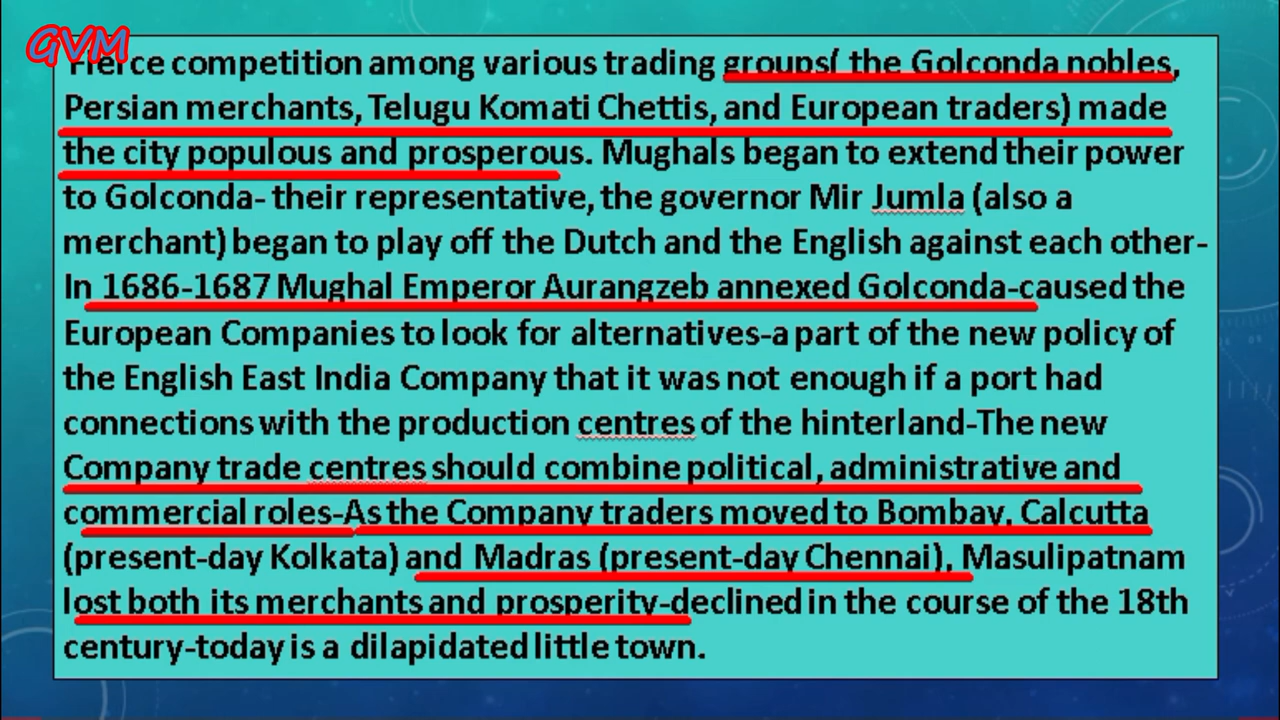 GVM
Fierce competition among various trading groups( the Golconda nobles,
Persian merchants, Telugu Komati Chettis, and European traders) made
the city populous and prosperous. Mughals began to extend their power
to Golconda- their representative, the governor Mir Jumla (also a
merchant) began to play off the Dutch and the English against each other-
In 1686-1687 Mughal Emperor Aurangzeb annexed Golconda-caused the
European Companies to look for alternatives-a part of the new policy of
the English East India Company that it was not enough if a port had
connections with the production centres of the hinterland-The new
Company trade centres should combine political, administrative and
commercial roles-As the Company traders moved to Bombay, Calcutta
(present-day Kolkata) and Madras (present-day Chennai), Masulipatnam
lost both its merchants and prosperity-declined in the course of the 18th
century-today is a dilapidated little town.